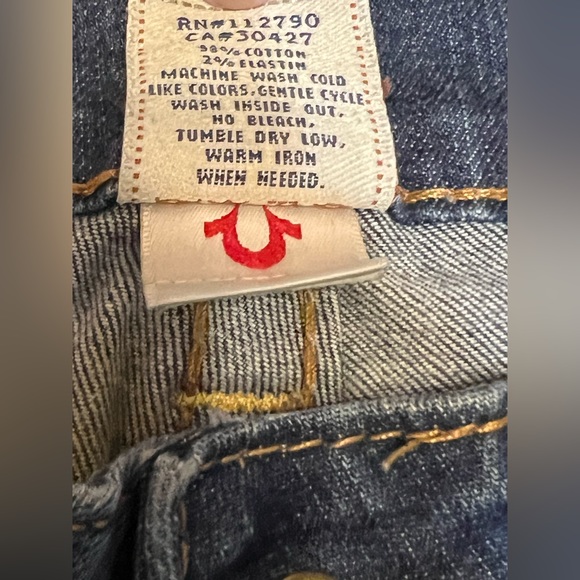 RN#112790
CA#30427
98% COTTON
2% ELASTIN
MACHINE WASH COLD
LIKE COLORS, GENTLE CYCLE
WASH INSIDE OUT,
NO BLEACH,
TUMBLE DRY LOW,
WARM IRON
WHEN NEEDED.